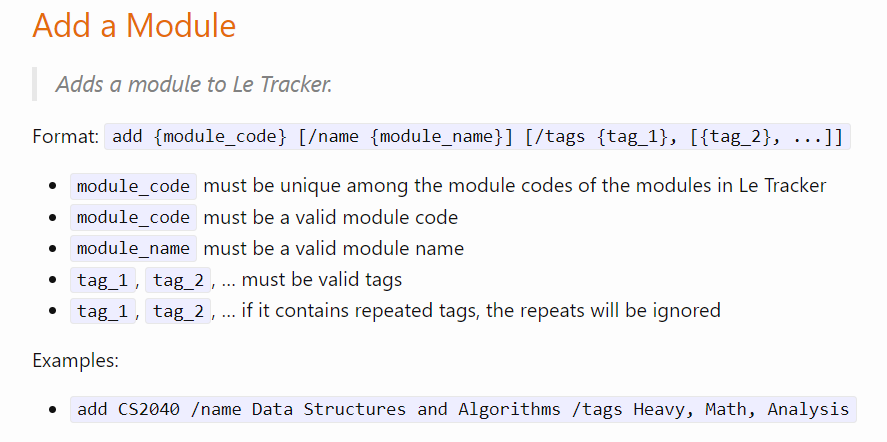 Add a Module
Adds a module to Le Tracker.
Format: add {module_code} [/name {module_name}] [/tags {tag_1}, [{tag_2}, ...]]
• module_code must be unique among the module codes of the modules in Le Tracker
• module_code must be a valid module code
• module_name must be a valid module name
• tag_1, tag_2, … must be valid tags
• tag_1, tag_2, … if it contains repeated tags, the repeats will be ignored
Examples:
• add CS2040 /name Data Structures and Algorithms /tags Heavy, Math, Analysis